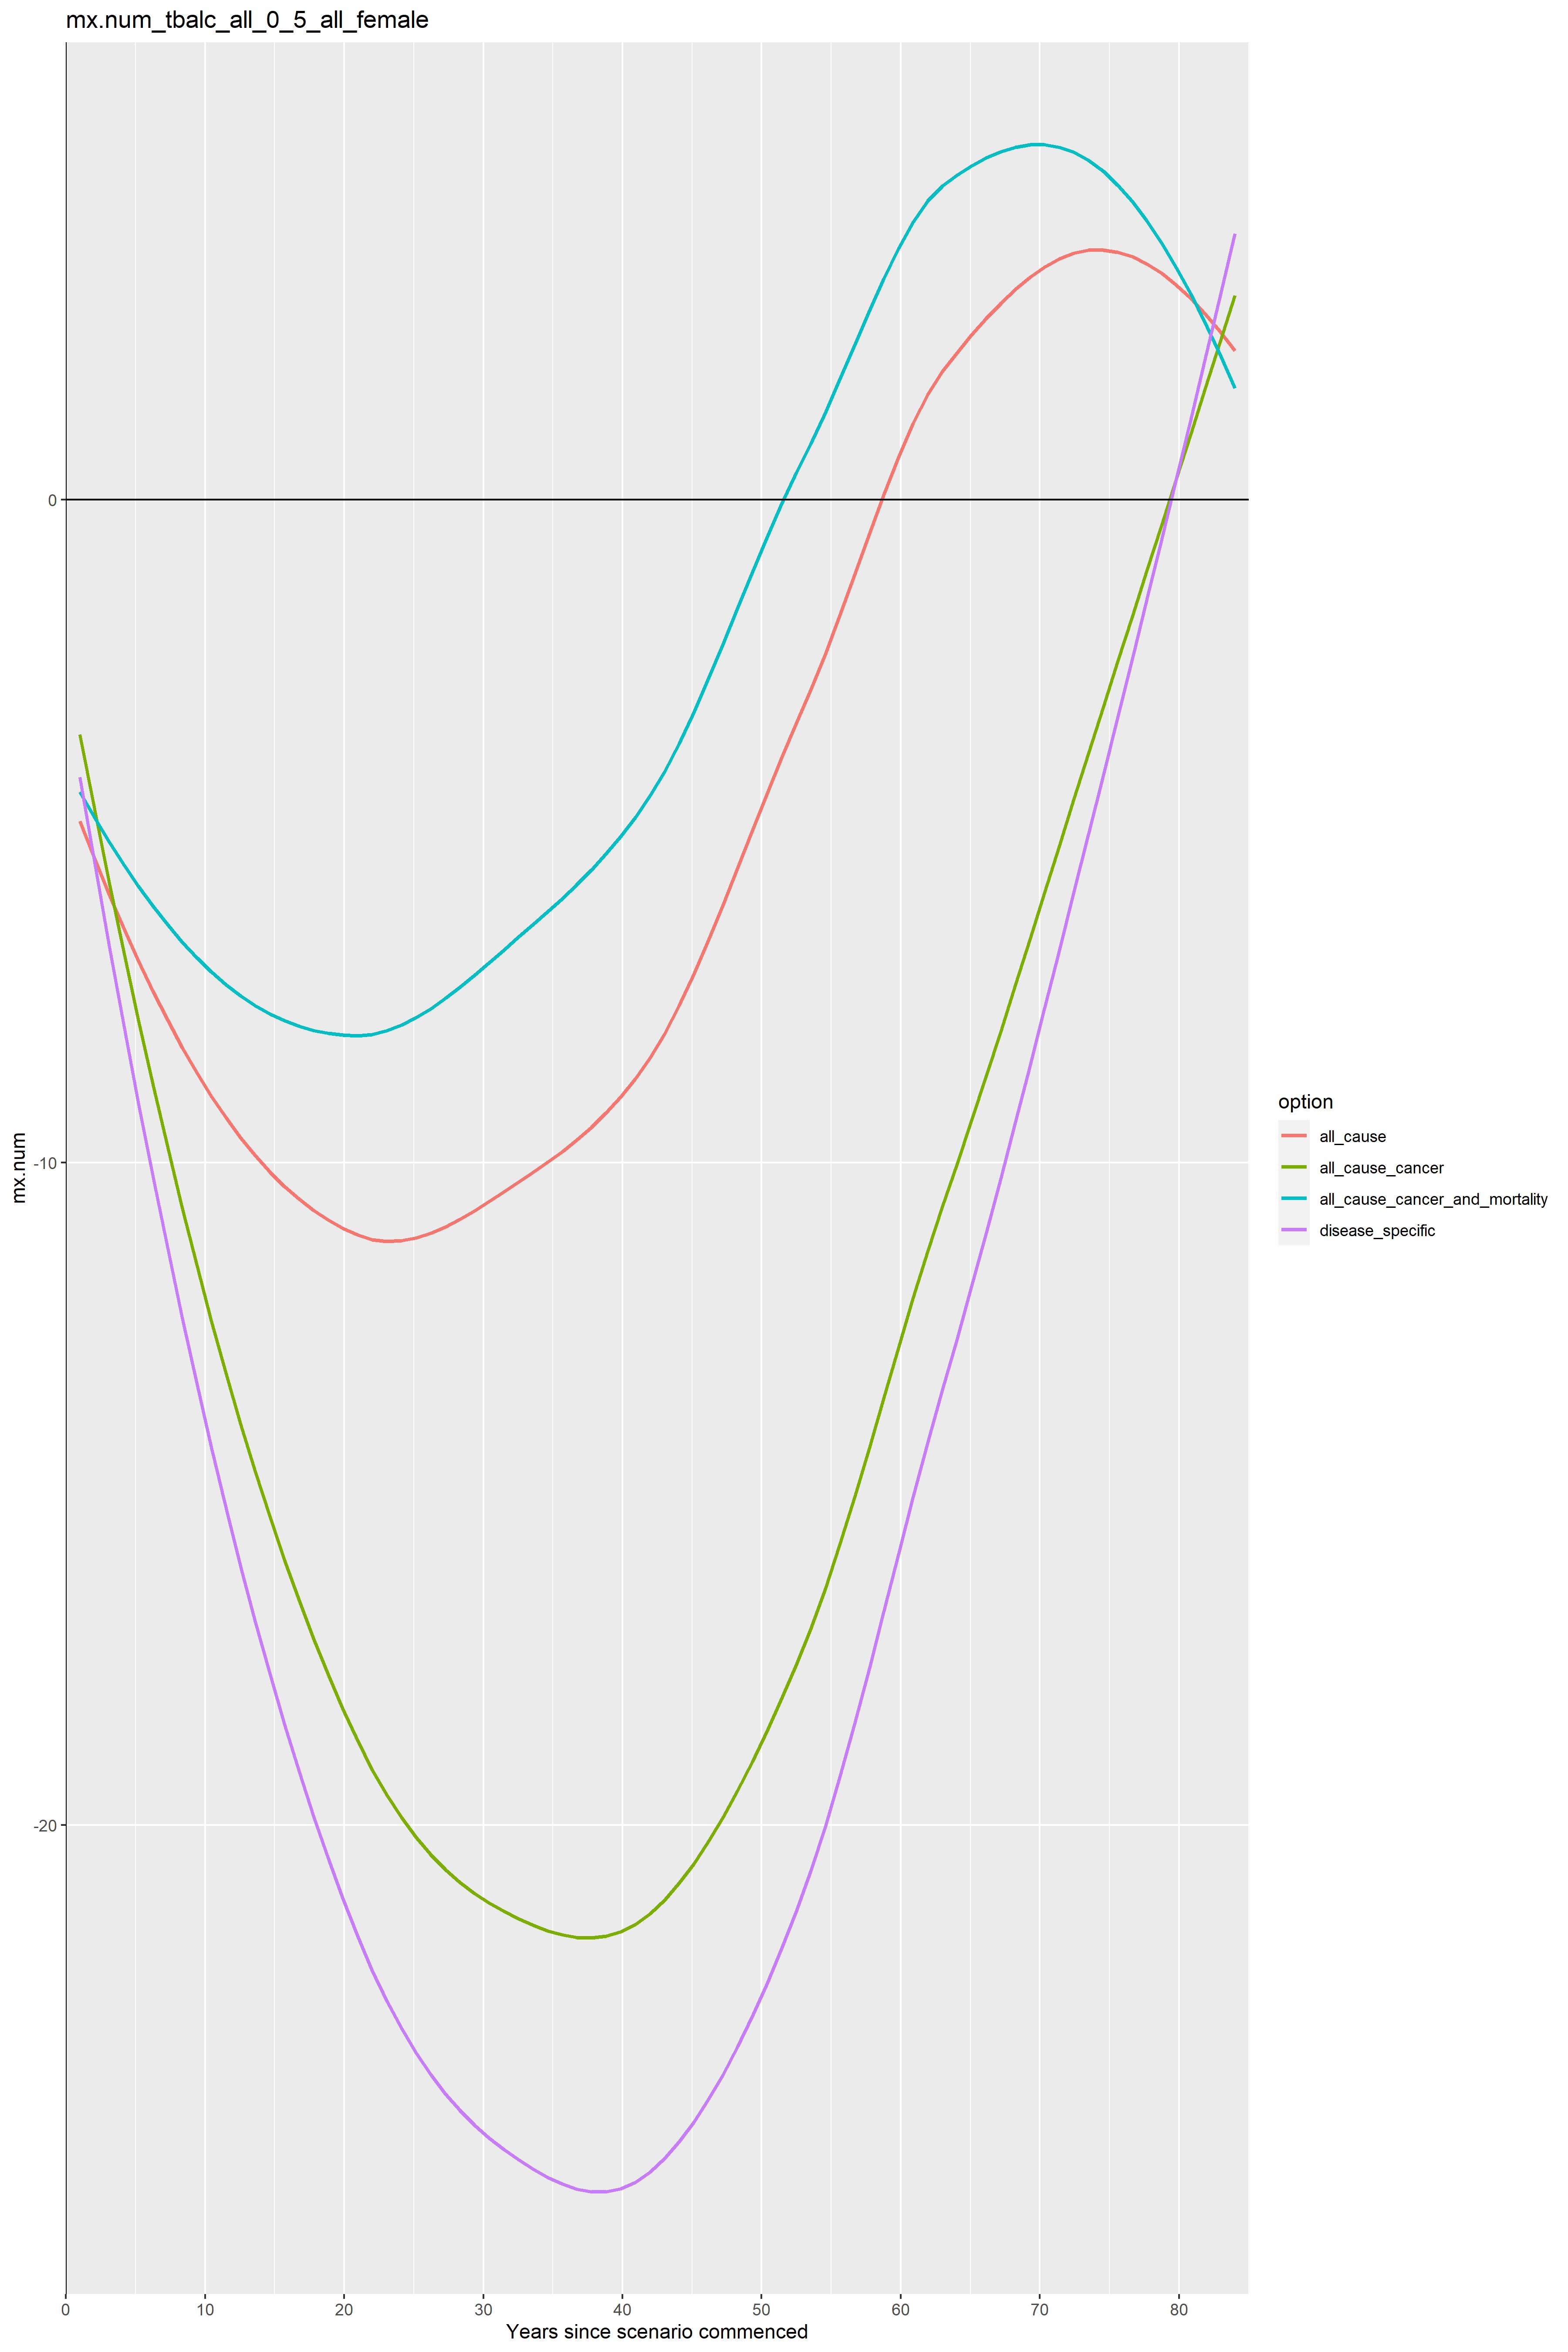 mx.num_tbalc_all_0_5_all_female
0
-10
-20
mx.num
0 10 20 30 40 50 60 70 80
Years since scenario commenced
option
all_cause
all_cause_cancer
all_cause_cancer_and_mortality
disease_specific